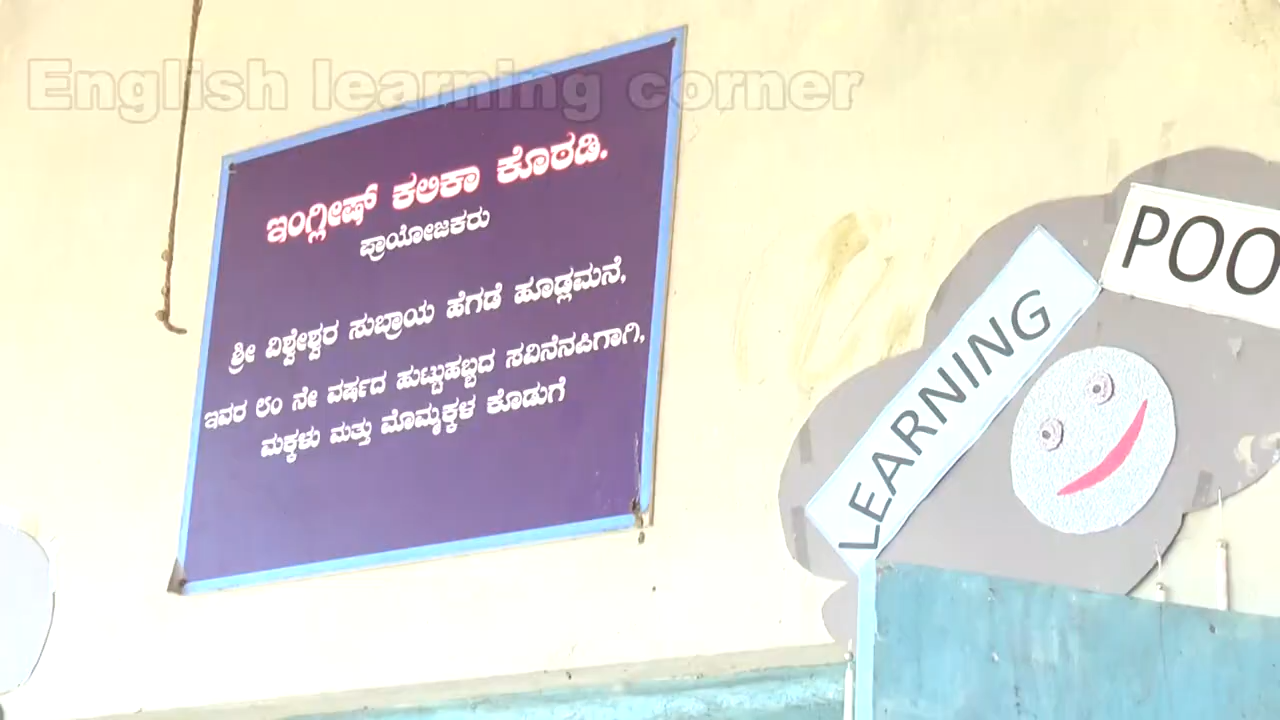 English learning corner
ಇಂಗ್ಲೀಷ್ ಕಲಿಕಾ ಕೊಠಡಿ.
ಪ್ರಾಯೋಜಕರು
ಶ್ರೀ ವಿಶ್ವೇಶ್ವರ ಸುಬ್ರಾಯ ಹೆಗಡೆ ಹೂಡ್ಲಮನೆ,
ಇವರ ೮೦ ನೇ ವರ್ಷದ ಹುಟ್ಟುಹಬ್ಬದ ಸವಿನೆನಪಿಗಾಗಿ,
ಮಕ್ಕಳು ಮತ್ತು ಮೊಮ್ಮಕ್ಕಳ ಕೊಡುಗೆ
LEARNING
POO